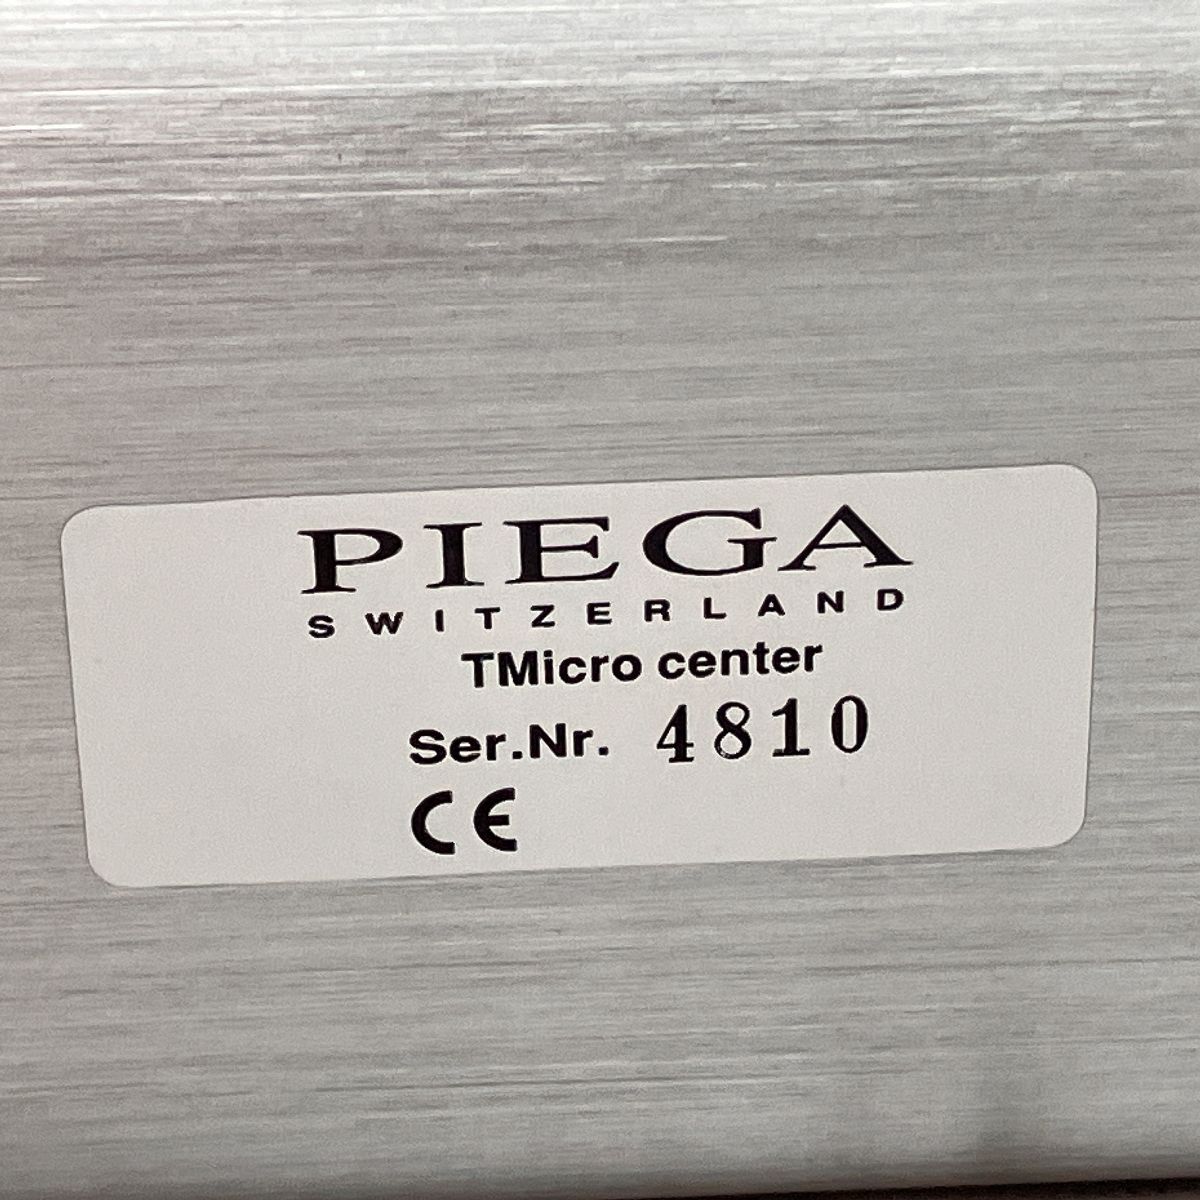 PIEGA
SWITZERLAND
TMicro center
Ser.Nr. 4810
CE